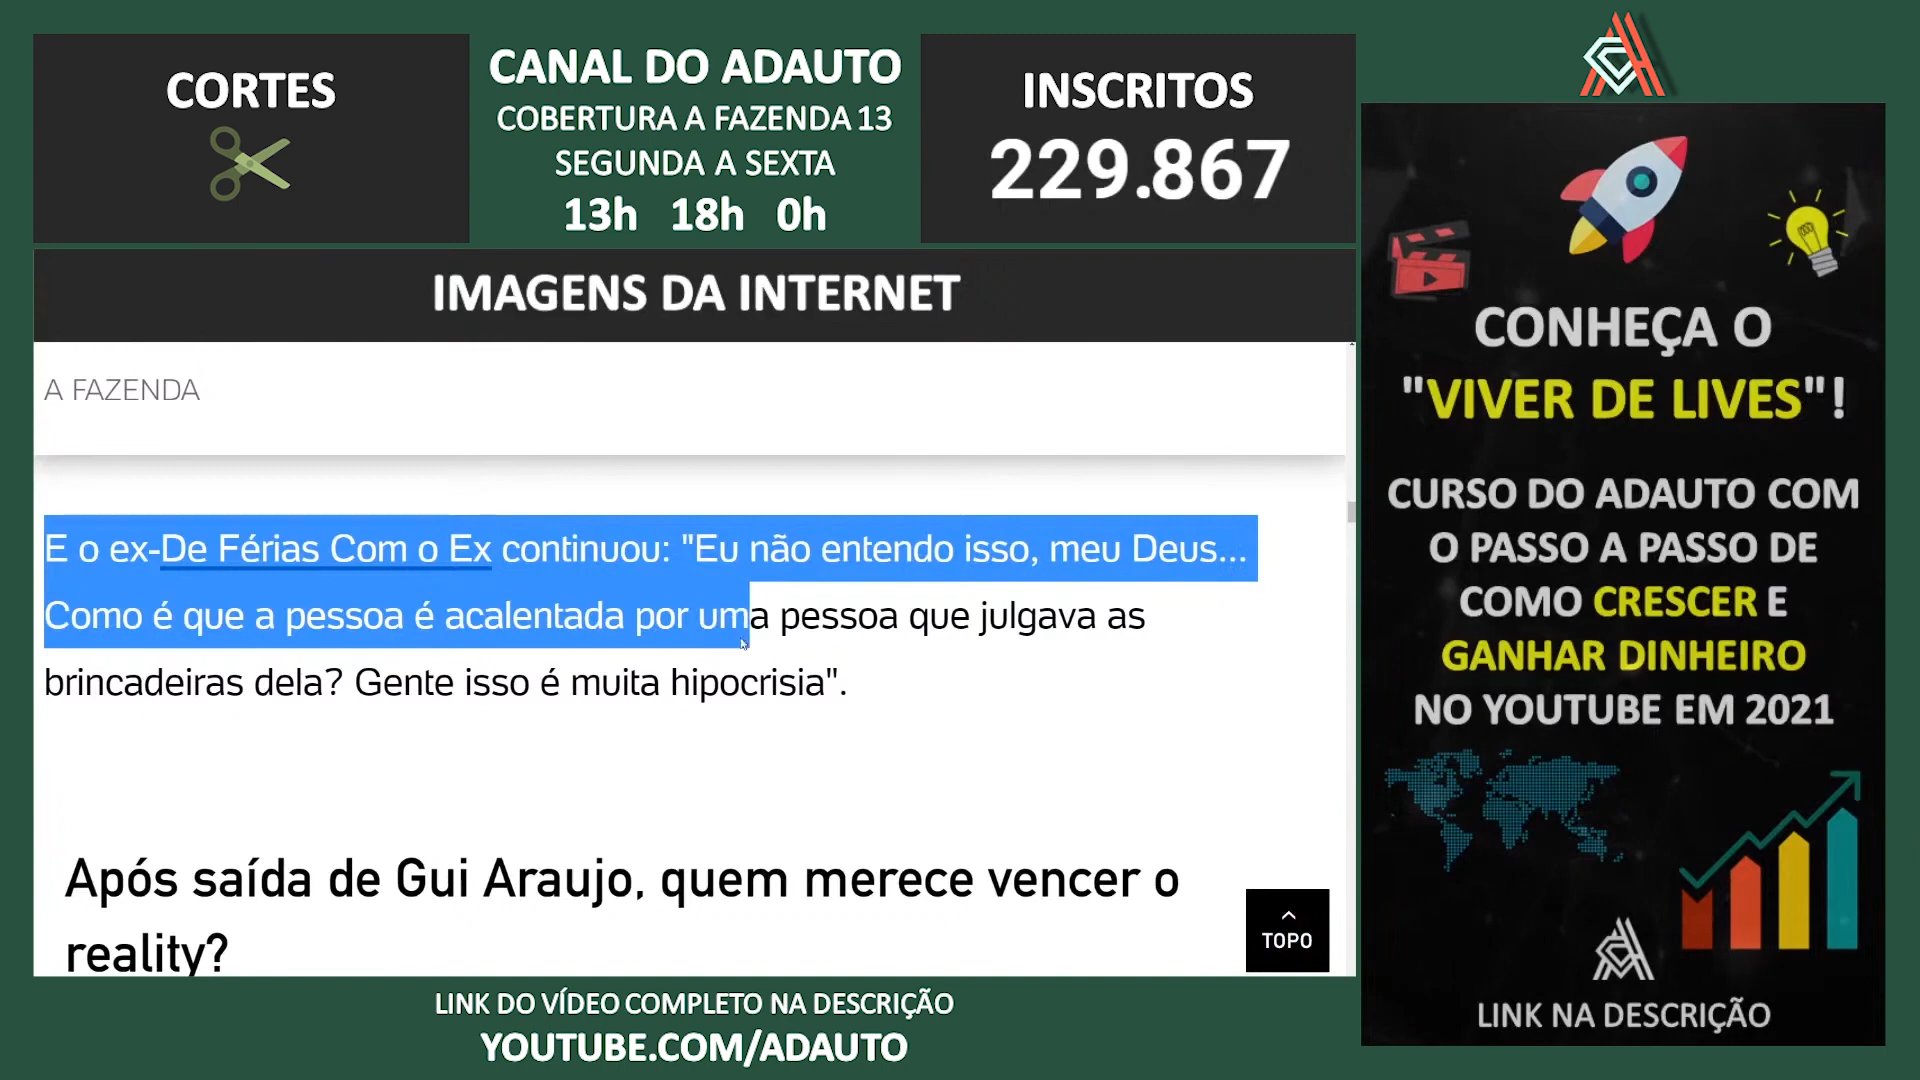 CORTES
CANAL DO ADAUTO
COBERTURA A FAZENDA 13
SEGUNDA A SEXTA
13h 18h 0h
INSCRITOS
229.867
IMAGENS DA INTERNET
A FAZENDA
E o ex-De Férias Com o Ex continuou: "Eu não entendo isso, meu Deus...
Como é que a pessoa é acalentada por uma pessoa que julgava as
brincadeiras dela? Gente isso é muita hipocrisia".
Após saída de Gui Araujo, quem merece vencer o
reality?
TOPO
LINK DO VÍDEO COMPLETO NA DESCRIÇÃO
YOUTUBE.COM/ADAUTO
CONHEÇA O
"VIVER DE LIVES"!
CURSO DO ADAUTO COM
O PASSO A PASSO DE
COMO CRESCER E
GANHAR DINHEIRO
NO YOUTUBE EM 2021
LINK NA DESCRIÇÃO